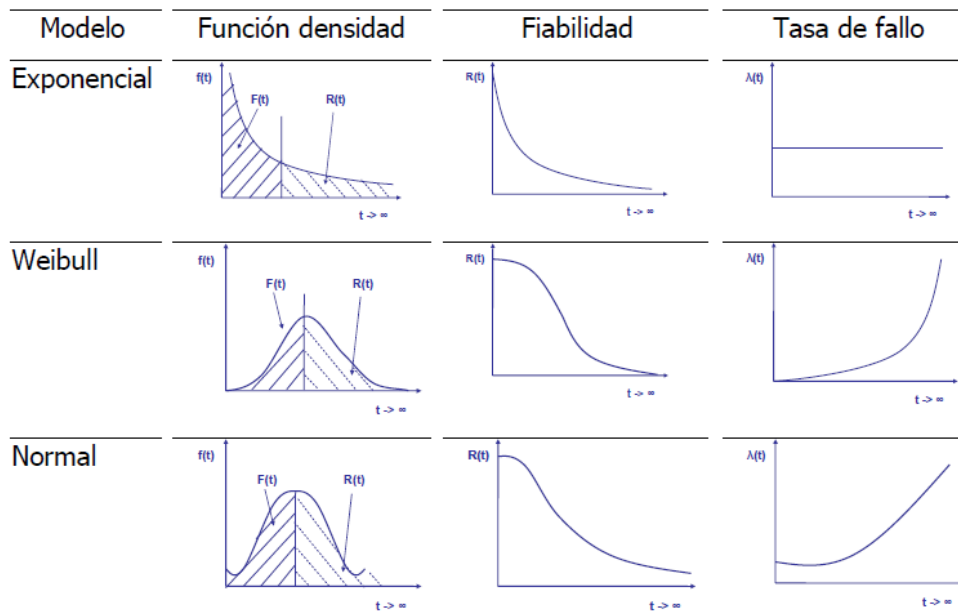 Modelo Función densidad Fiabilidad Tasa de fallo
Exponencial
f(t)
F(t) R(t)
t -> ∞
R(t)
t -> ∞
λ(t)
t -> ∞
Weibull
f(t)
F(t) R(t)
t -> ∞
R(t)
t -> ∞
λ(t)
t -> ∞
Normal
f(t)
F(t) R(t)
t -> ∞
R(t)
t -> ∞
λ(t)
t -> ∞